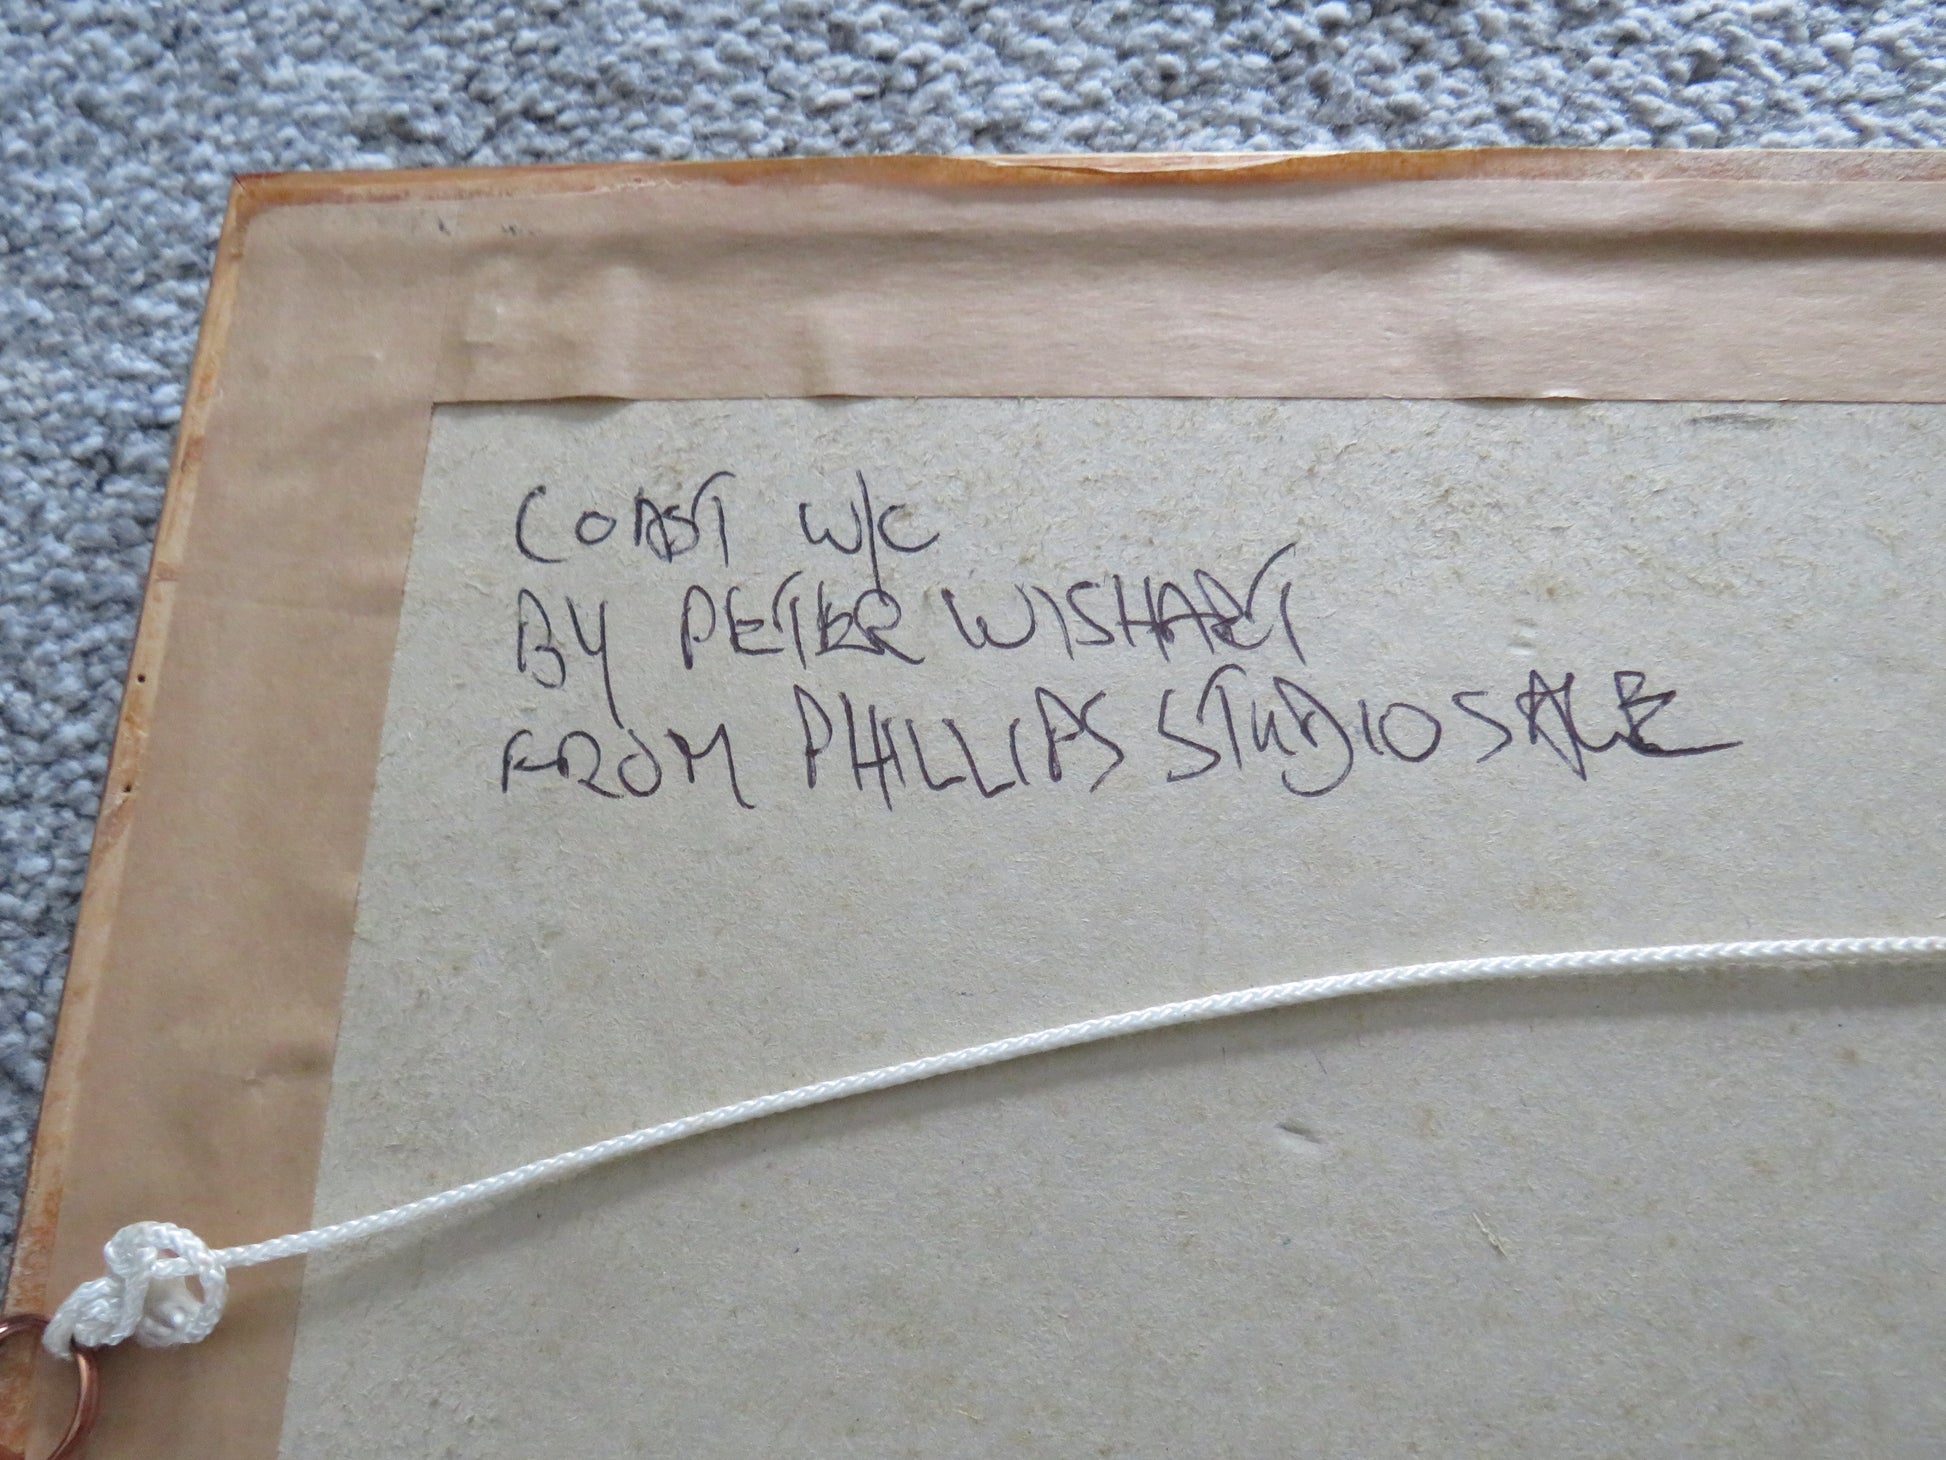 COAST W/C
BY PETER WISHART
FROM PHILLIPS STUDIO SALE